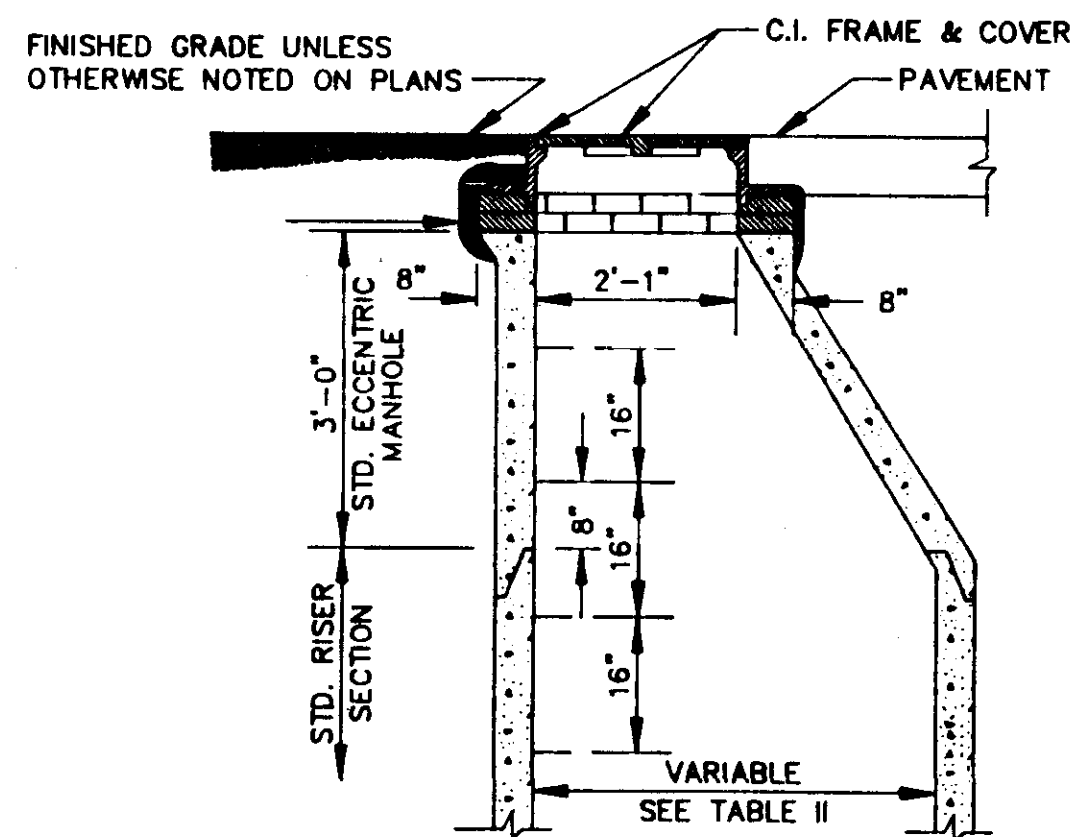 FINISHED GRADE UNLESS
OTHERWISE NOTED ON PLANS
C.I. FRAME & COVER
PAVEMENT
8"
2'-1"
8"
3'-0"
STD. ECCENTRIC
MANHOLE
16"
8"
16"
16"
STD. RISER
SECTION
VARIABLE
SEE TABLE II